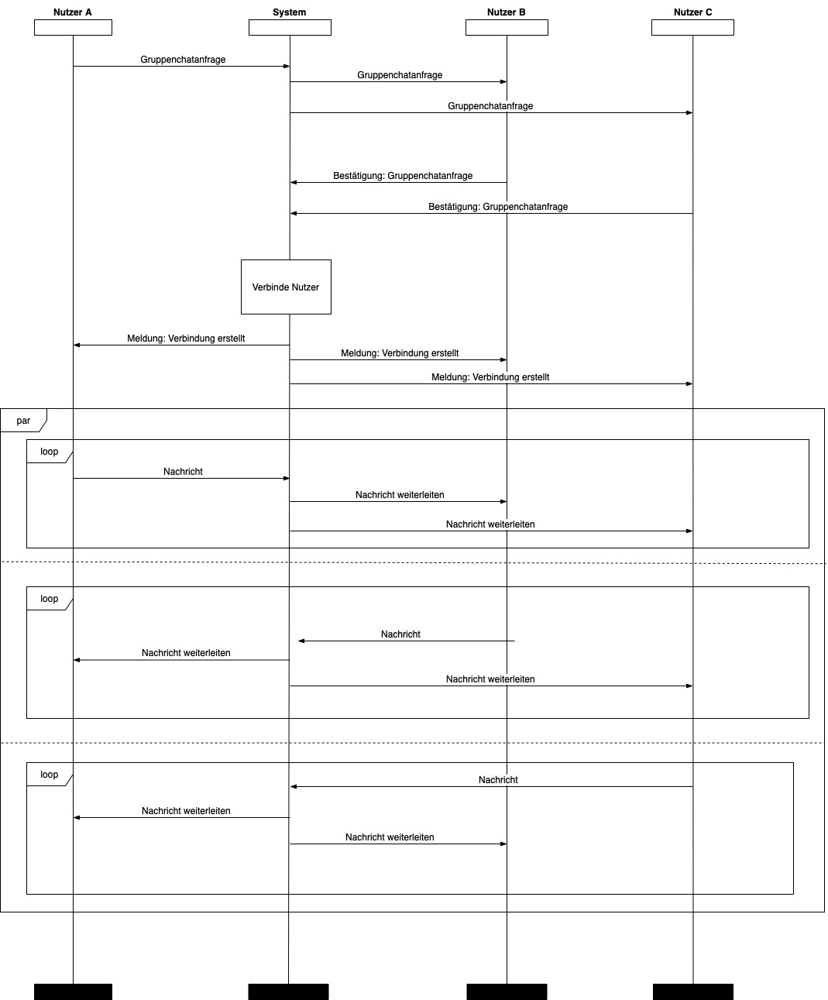 Nutzer A
System
Nutzer B
Nutzer C
Gruppenchatanfrage
Gruppenchatanfrage
Gruppenchatanfrage
Bestätigung: Gruppenchatanfrage
Bestätigung: Gruppenchatanfrage
Verbinde Nutzer
Meldung: Verbindung erstellt
Meldung: Verbindung erstellt
Meldung: Verbindung erstellt
par
loop
Nachricht
Nachricht weiterleiten
Nachricht weiterleiten
loop
Nachricht
Nachricht weiterleiten
Nachricht weiterleiten
loop
Nachricht
Nachricht weiterleiten
Nachricht weiterleiten